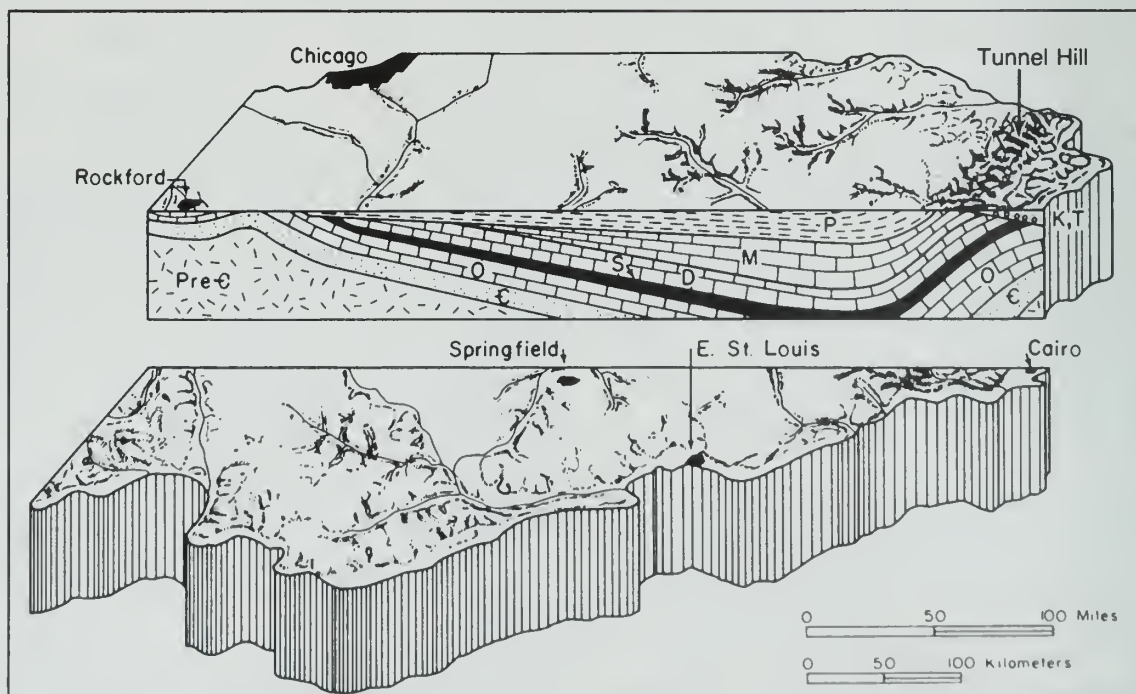 Chicago
Tunnel Hill
Rockford
K,T
P
M
S
D
O
Pre Є
Є
O
Є
Springfield
E. St. Louis
Cairo
0 50 100 Miles
0 50 100 Kilometers